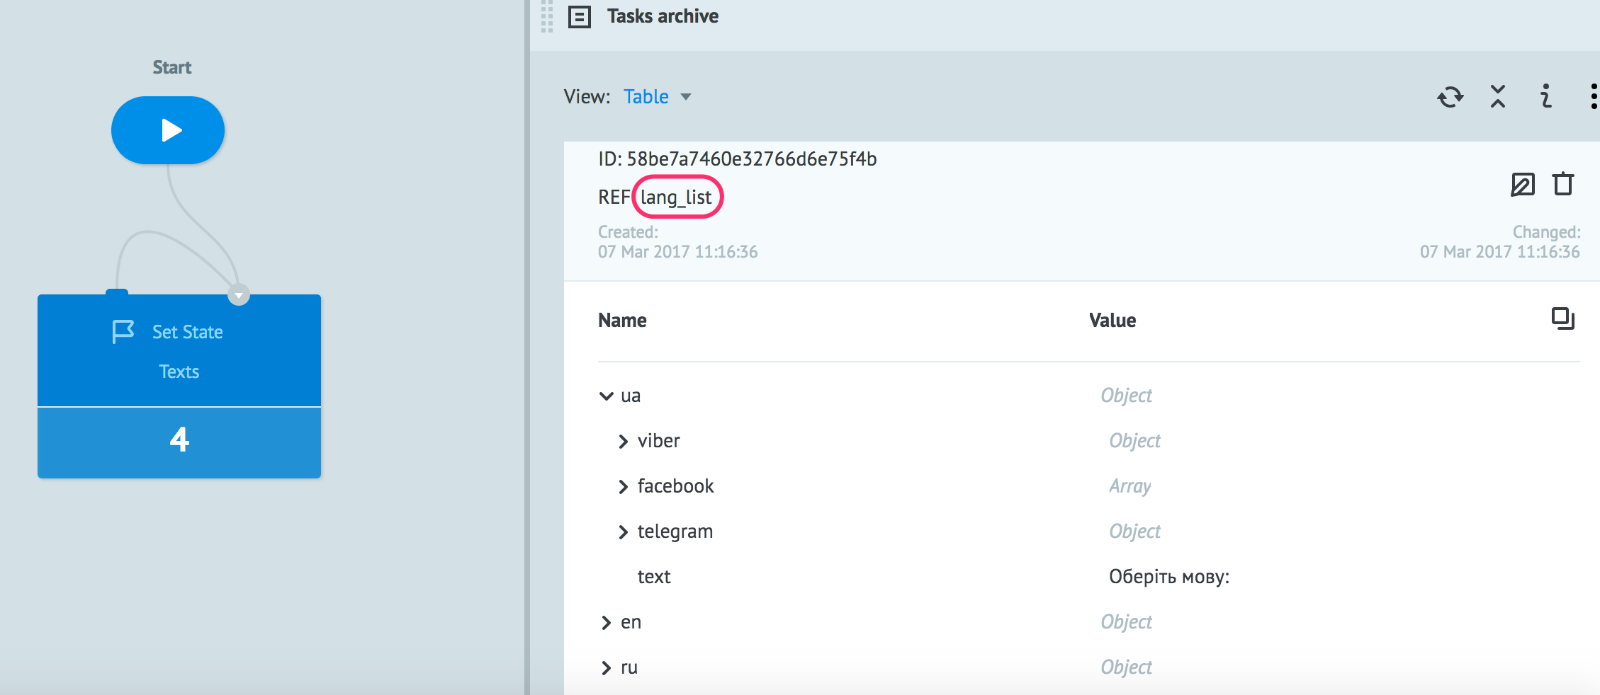 Start
Set State
Texts
4
Tasks archive
View: Table
ID: 58be7a7460e32766d6e75f4b
REF lang_list
Created:
07 Mar 2017 11:16:36
Changed:
07 Mar 2017 11:16:36
Name Value
ua Object
viber Object
facebook Array
telegram Object
text Оберіть мову:
en Object
ru Object